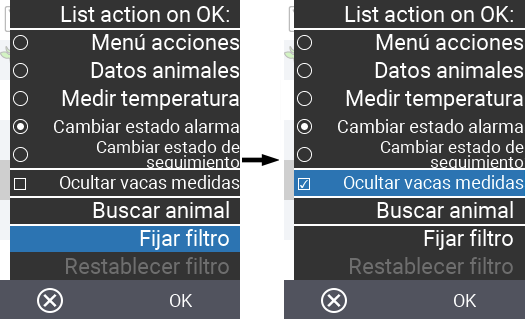 List action on OK:
Menú acciones
Datos animales
Medir temperatura
Cambiar estado alarma
Cambiar estado de
seguimiento
Ocultar vacas medidas
Buscar animal
Fijar filtro
Restablecer filtro
OK
List action on OK:
Menú acciones
Datos animales
Medir temperatura
Cambiar estado alarma
Cambiar estado de
seguimiento
Ocultar vacas medidas
Buscar animal
Fijar filtro
Restablecer filtro
OK